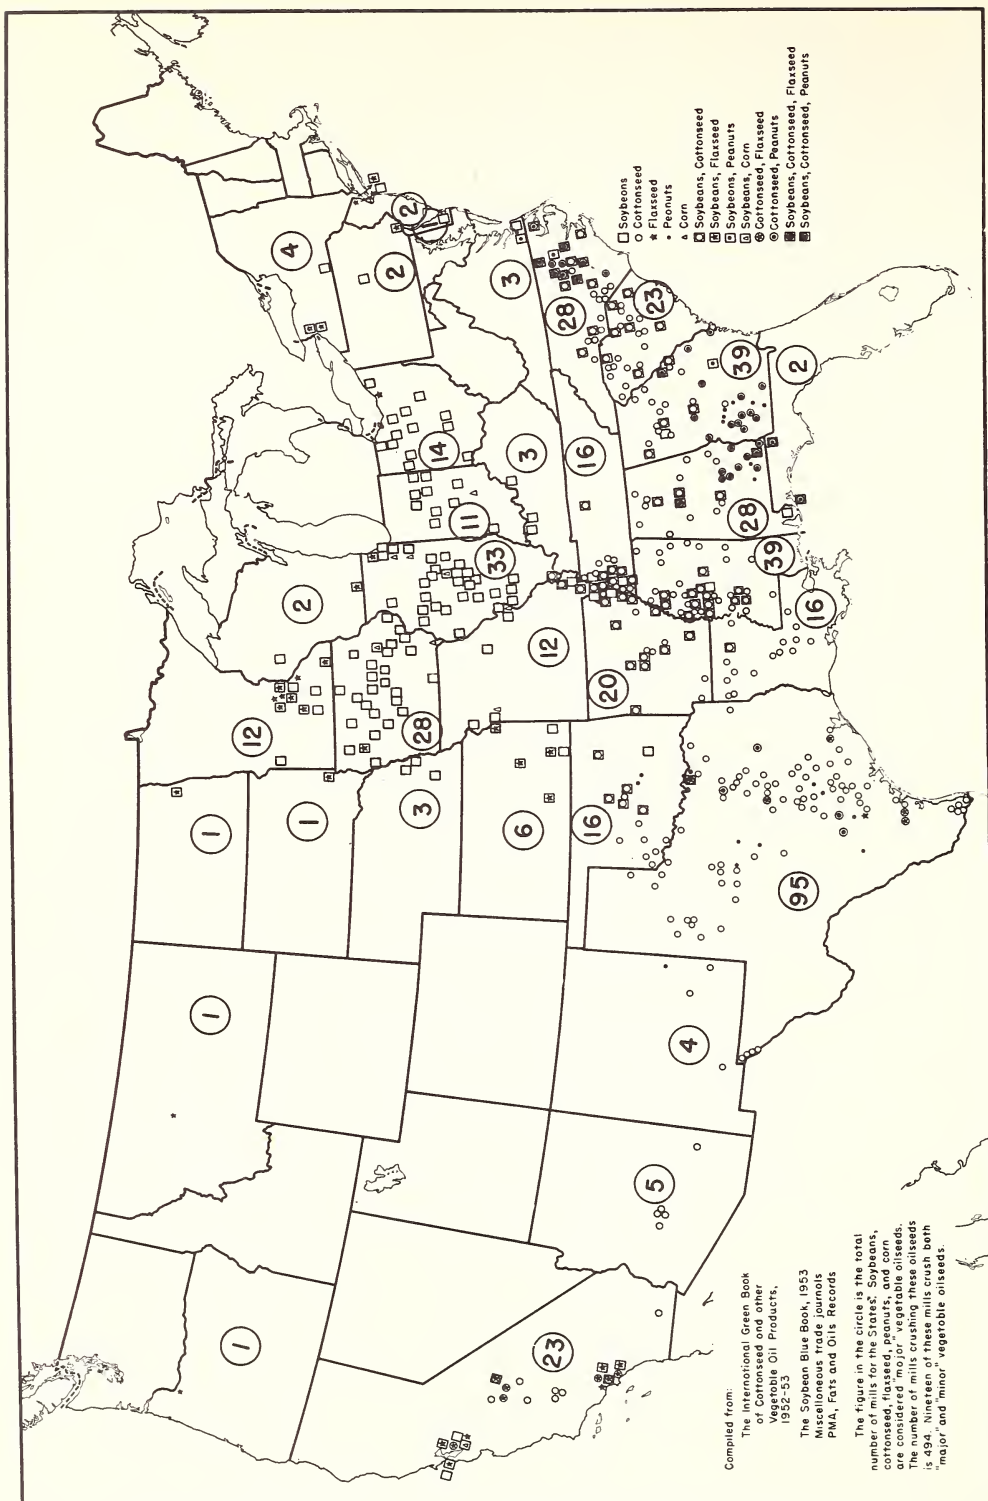 4
2
2
3
28
23
39
2
14
3
16
11
28
33
39
2
12
20
16
12
28
1
1
3
6
16
95
1
4
5
1
23
Soybeans
Cottonseed
Flaxseed
Peanuts
Corn
Soybeans, Cottonseed
Soybeans, Flaxseed
Soybeans, Peanuts
Soybeans, Corn
Cottonseed, Flaxseed
Cottonseed, Peanuts
Soybeans, Cottonseed, Flaxseed
Soybeans, Cottonseed, Peanuts
Compiled from:
The International Green Book
of Cottonseed and other
Vegetable Oil Products,
1952-53
The Soybean Blue Book, 1953
Miscellaneous trade journals
PMA, Fats and Oils Records
The figure in the circle is the total
number of mills for the States. Soybeans,
cottonseed, flaxseed, peanuts, and corn
are considered "major" vegetable oilseeds.
The number of mills crushing these oilseeds
is 494. Nineteen of these mills crush both
"major" and "minor" vegetable oilseeds.